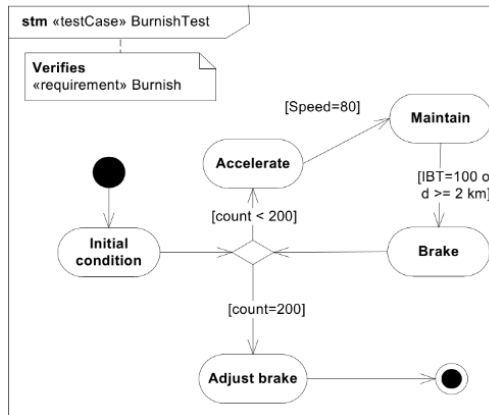 stm «testCase» BurnishTest
Verifies
«requirement» Burnish
[Speed=80]
Maintain
Accelerate
[IBT=100 o
d >= 2 km]
[count < 200]
Initial
condition
Brake
[count=200]
Adjust brake